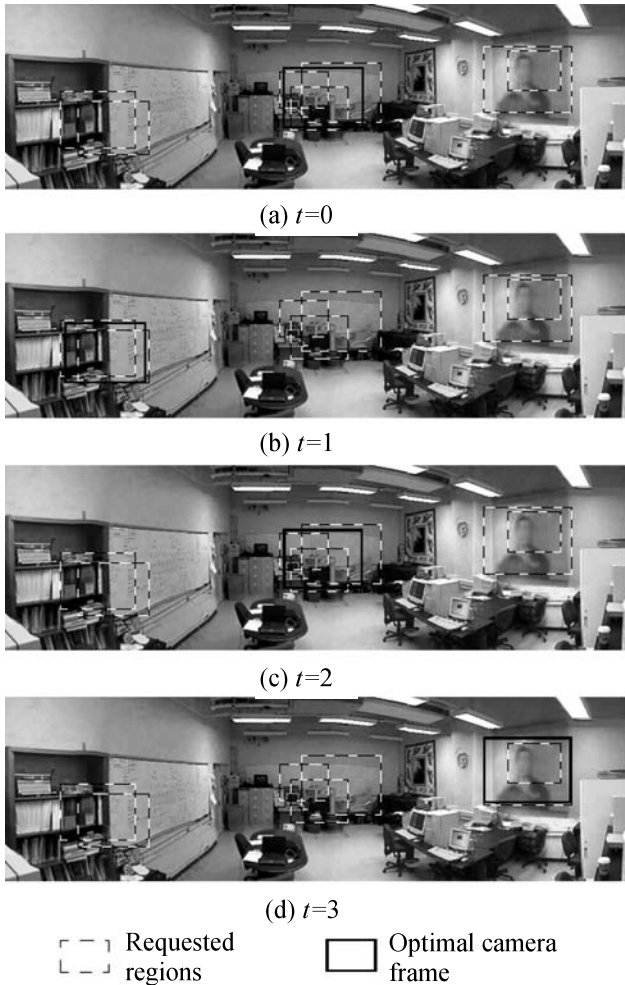 (a) t=0
(b) t=1
(c) t=2
(d) t=3
Requested
regions
Optimal camera
frame